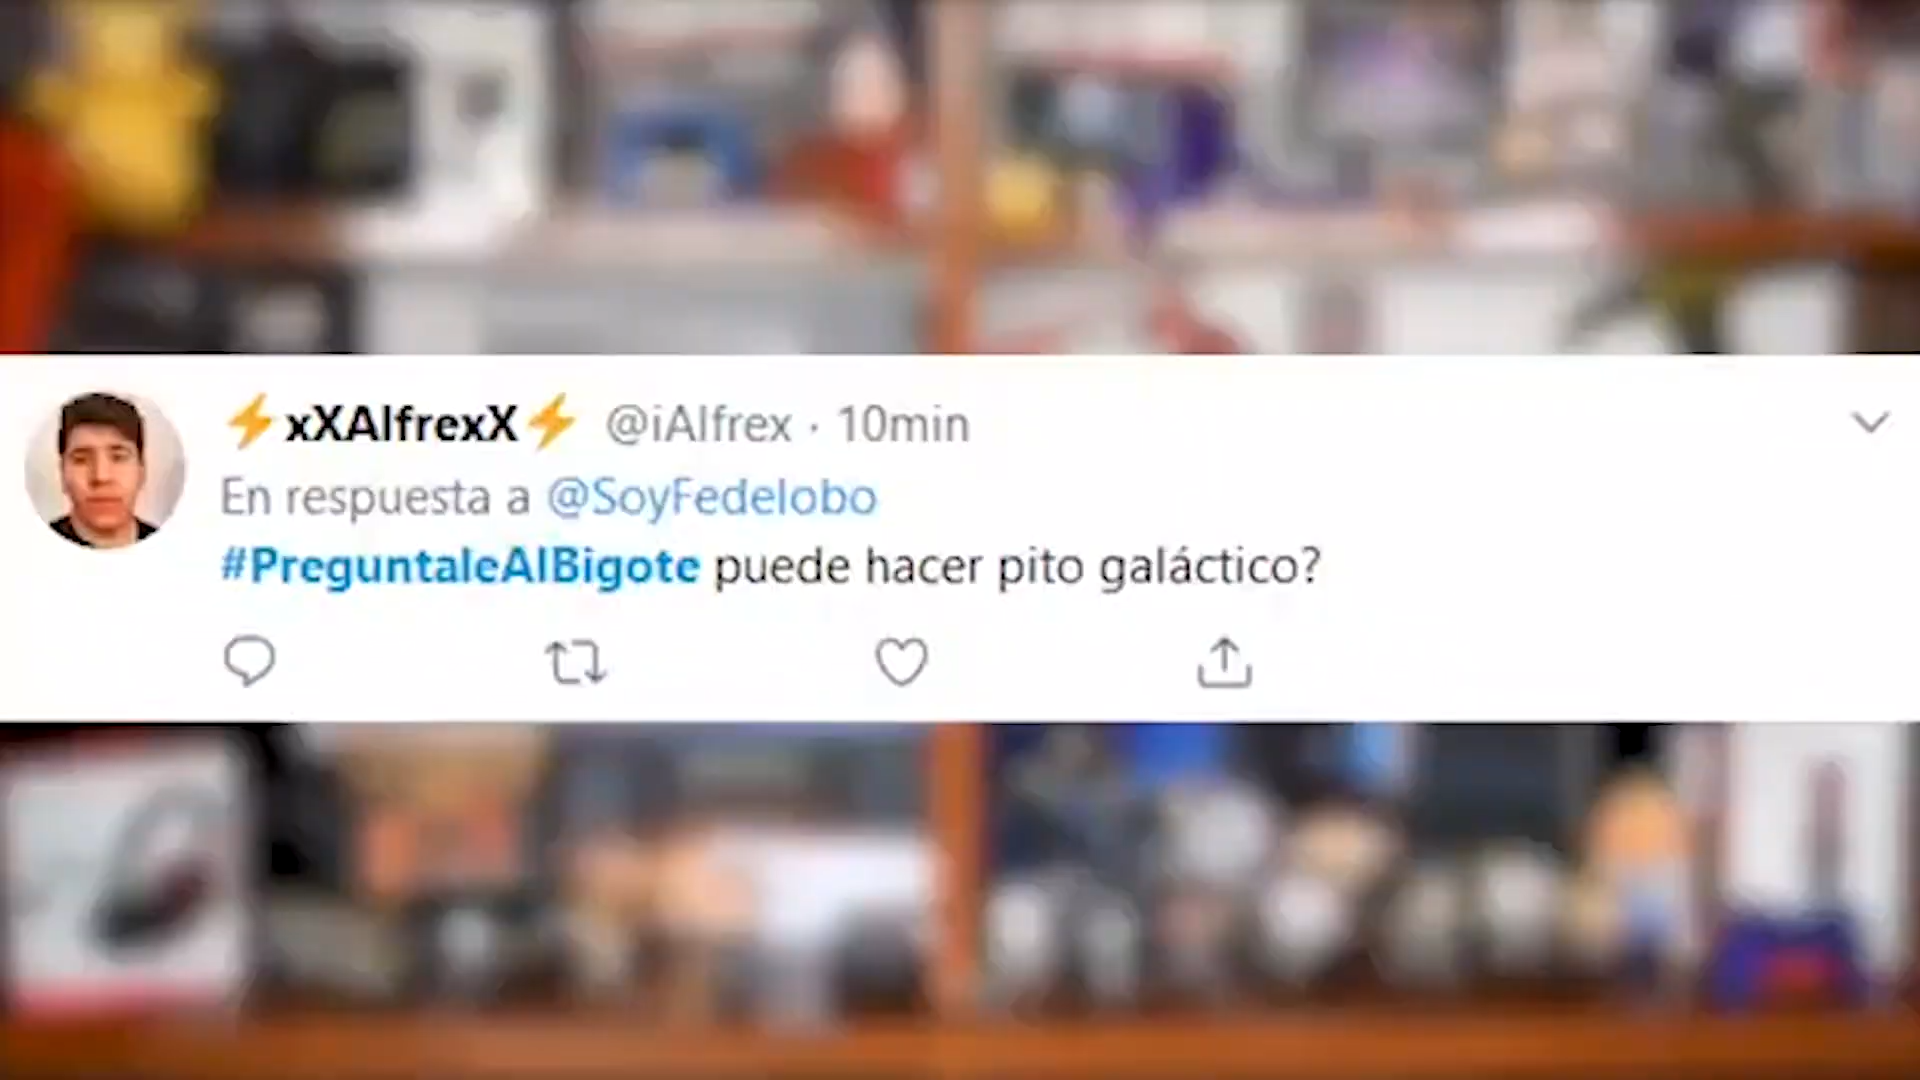 ⚡xXAlfrexX⚡ @iAlfrex · 10min
En respuesta a @SoyFedelobo
#PreguntaleAlBigote puede hacer pito galáctico?